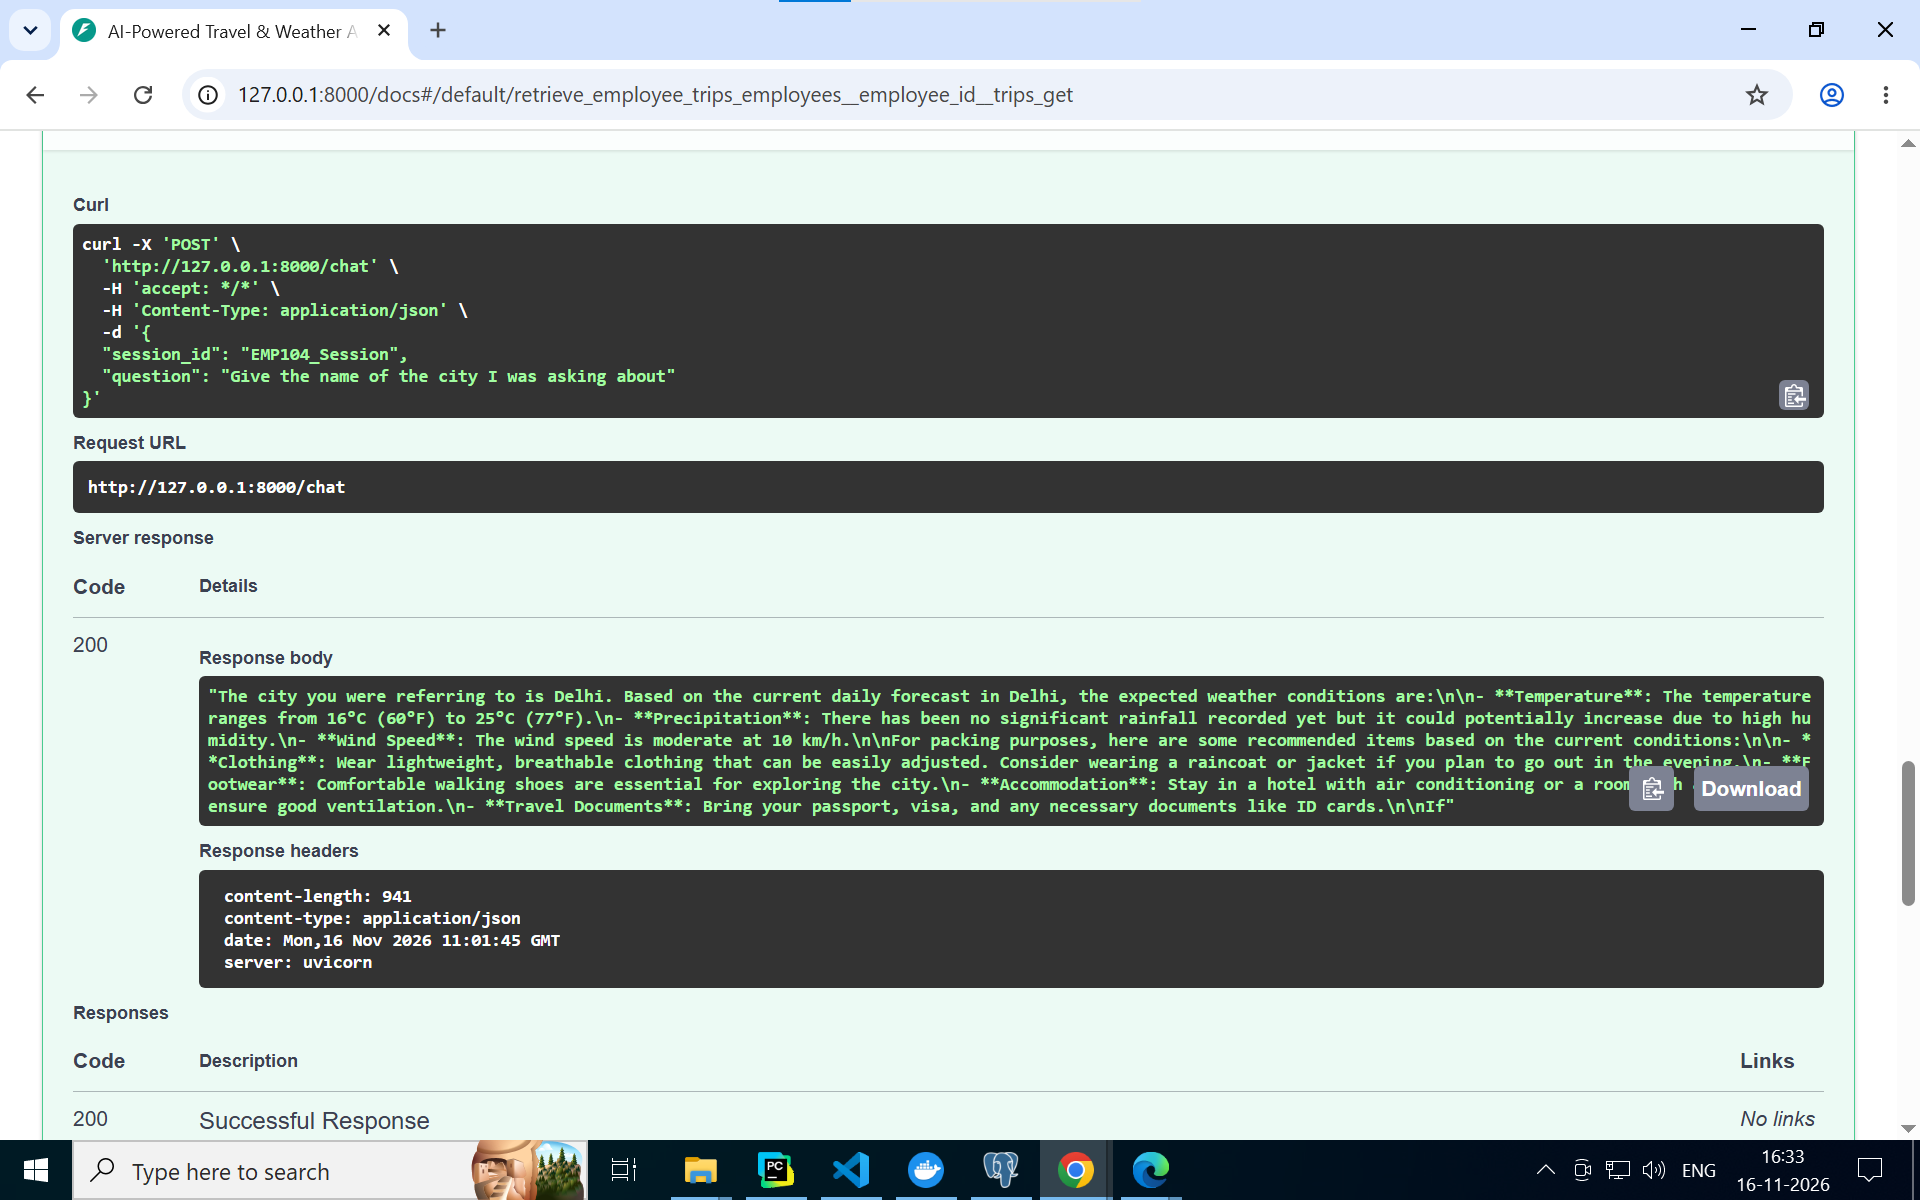 AI-Powered Travel & Weather A
127.0.0.1:8000/docs#/default/retrieve_employee_trips_employees__employee_id__trips_get
Curl
curl -X 'POST' \
'http://127.0.0.1:8000/chat' \
-H 'accept: */*' \
-H 'Content-Type: application/json' \
-d '{
"session_id": "EMP104_Session",
"question": "Give the name of the city I was asking about"
}'
Request URL
http://127.0.0.1:8000/chat
Server response
Code Details
200
Response body
"The city you were referring to is Delhi. Based on the current daily forecast in Delhi, the expected weather conditions are:\n\n- **Temperature**: The temperature
ranges from 16°C (60°F) to 25°C (77°F).\n- **Precipitation**: There has been no significant rainfall recorded yet but it could potentially increase due to high hu
midity.\n- **Wind Speed**: The wind speed is moderate at 10 km/h.\n\nFor packing purposes, here are some recommended items based on the current conditions:\n\n- *
*Clothing**: Wear lightweight, breathable clothing that can be easily adjusted. Consider wearing a raincoat or jacket if you plan to go out in the evening.\n- **F
ootwear**: Comfortable walking shoes are essential for exploring the city.\n- **Accommodation**: Stay in a hotel with air conditioning or a room
Download
ensure good ventilation.\n- **Travel Documents**: Bring your passport, visa, and any necessary documents like ID cards.\n\nIf"
Response headers
content-length: 941
content-type: application/json
date: Mon,16 Nov 2026 11:01:45 GMT
server: uvicorn
Responses
Code Description Links
200 Successful Response No links
Type here to search
PC
ENG
16:33
16-11-2026